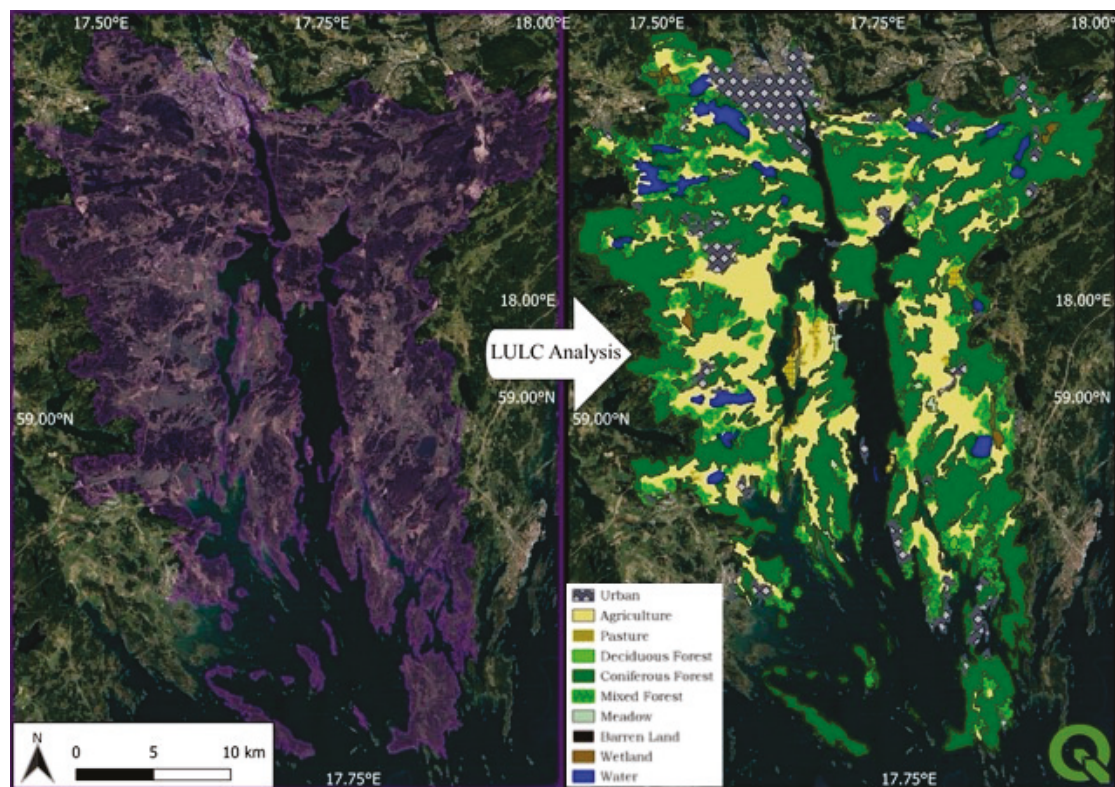 17.50°E 17.75°E 18.00°E 17.50°E 17.75°E 18.00°E
18.00°E 18.00°E
LULC Analysis
59.00°N 59.00°N 59.00°N 59.00°N
Urban
Agriculture
Pasture
Deciduous Forest
Coniferous Forest
Mixed Forest
Meadow
Barren Land
Wetland
Water
N
0 5 10 km
17.75°E 17.75°E